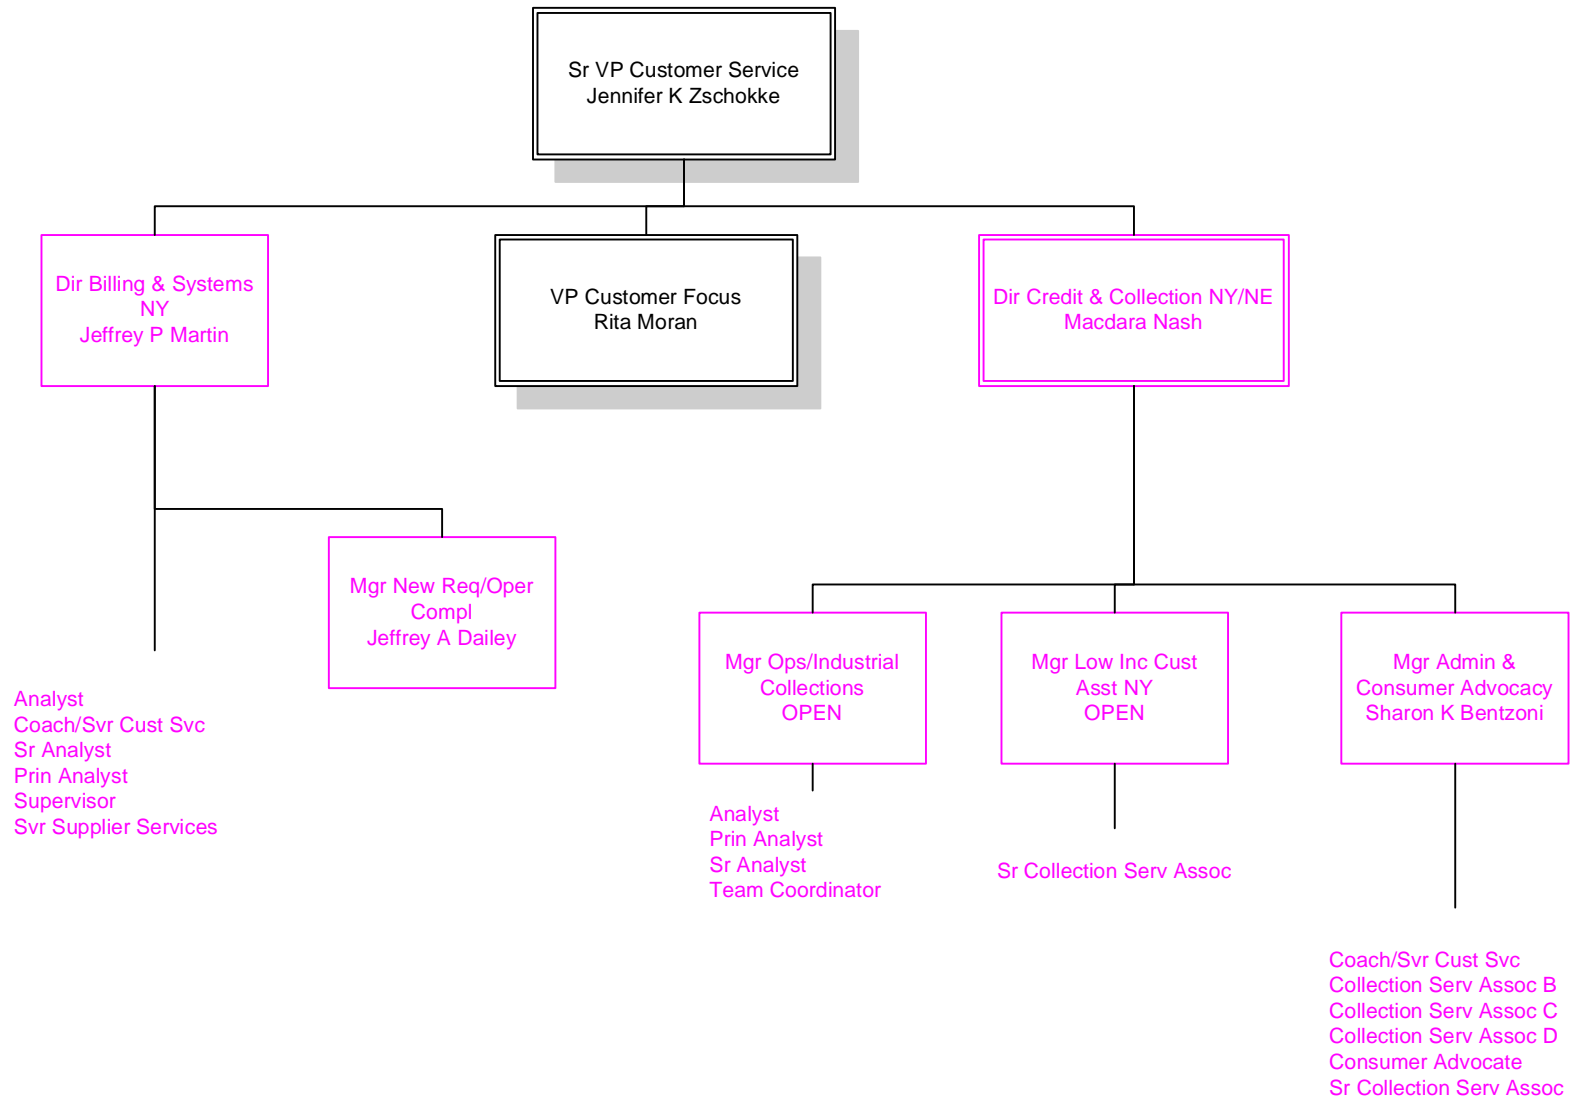 Sr VP Customer Service
Jennifer K Zschokke
Dir Billing & Systems
NY
Jeffrey P Martin
VP Customer Focus
Rita Moran
Dir Credit & Collection NY/NE
Macdara Nash
Mgr New Req/Oper
Compl
Jeffrey A Dailey
Mgr Ops/Industrial
Collections
OPEN
Mgr Low Inc Cust
Asst NY
OPEN
Mgr Admin &
Consumer Advocacy
Sharon K Bentzoni
Analyst
Coach/Svr Cust Svc
Sr Analyst
Prin Analyst
Supervisor
Svr Supplier Services
Analyst
Prin Analyst
Sr Analyst
Team Coordinator
Sr Collection Serv Assoc
Coach/Svr Cust Svc
Collection Serv Assoc B
Collection Serv Assoc C
Collection Serv Assoc D
Consumer Advocate
Sr Collection Serv Assoc